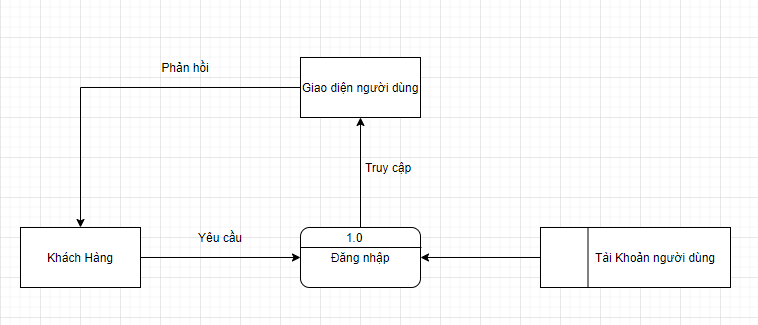 Phản hồi
Giao diện người dùng
Truy cập
Yêu cầu
1.0
Khách Hàng
Đăng nhập
Tài Khoản người dùng